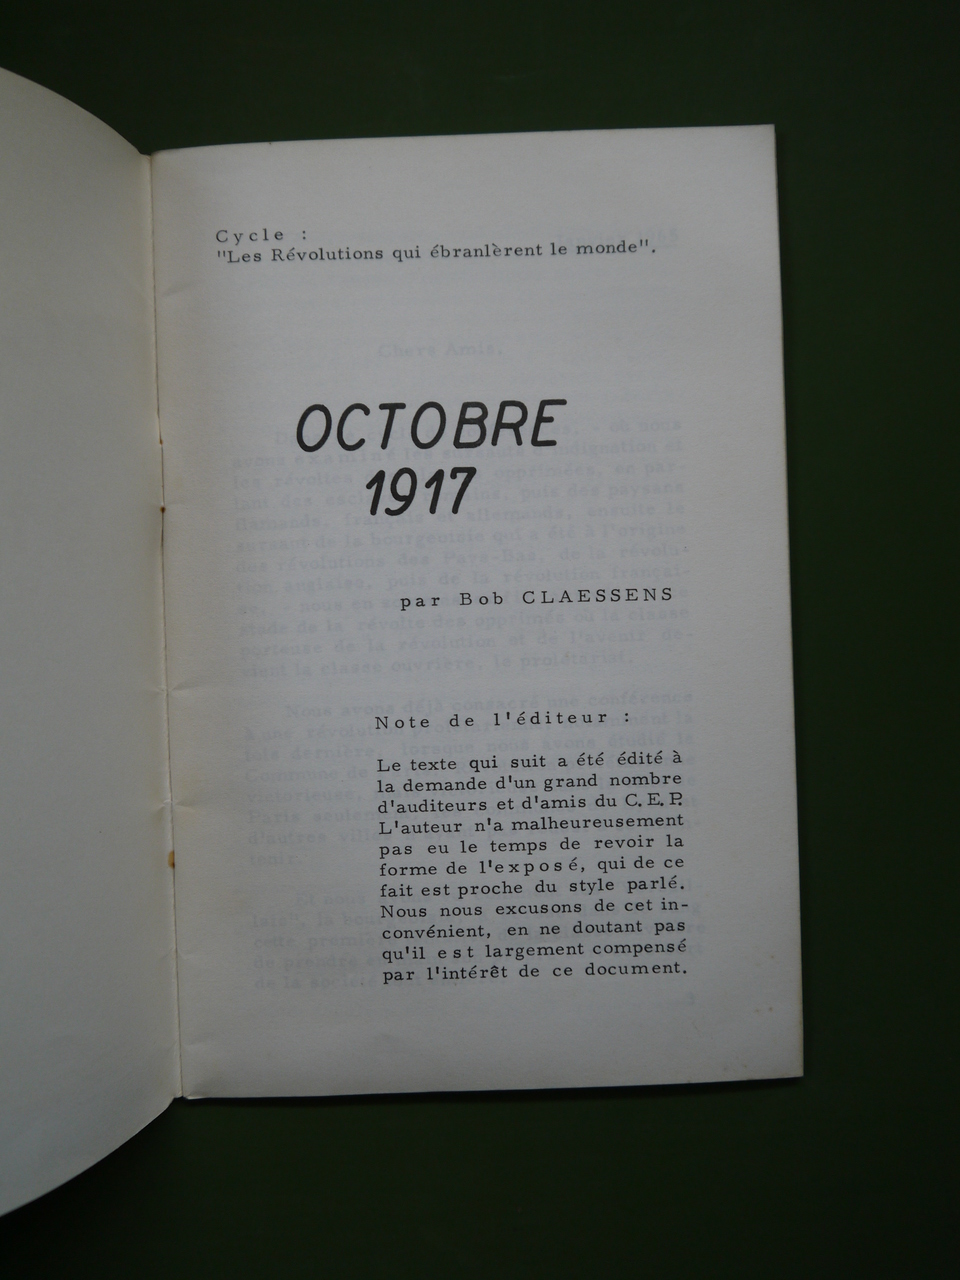 Cycle :
"Les Révolutions qui ébranlèrent le monde".
OCTOBRE
1917
par Bob CLAESSENS
Note de l'éditeur :
Le texte qui suit a été édité à
la demande d'un grand nombre
d'auditeurs et d'amis du C.E.P.
L'auteur n'a malheureusement
pas eu le temps de revoir la
forme de l'exposé, qui de ce
fait est proche du style parlé.
Nous nous excusons de cet in-
convénient, en ne doutant pas
qu'il est largement compensé
par l'intérêt de ce document.